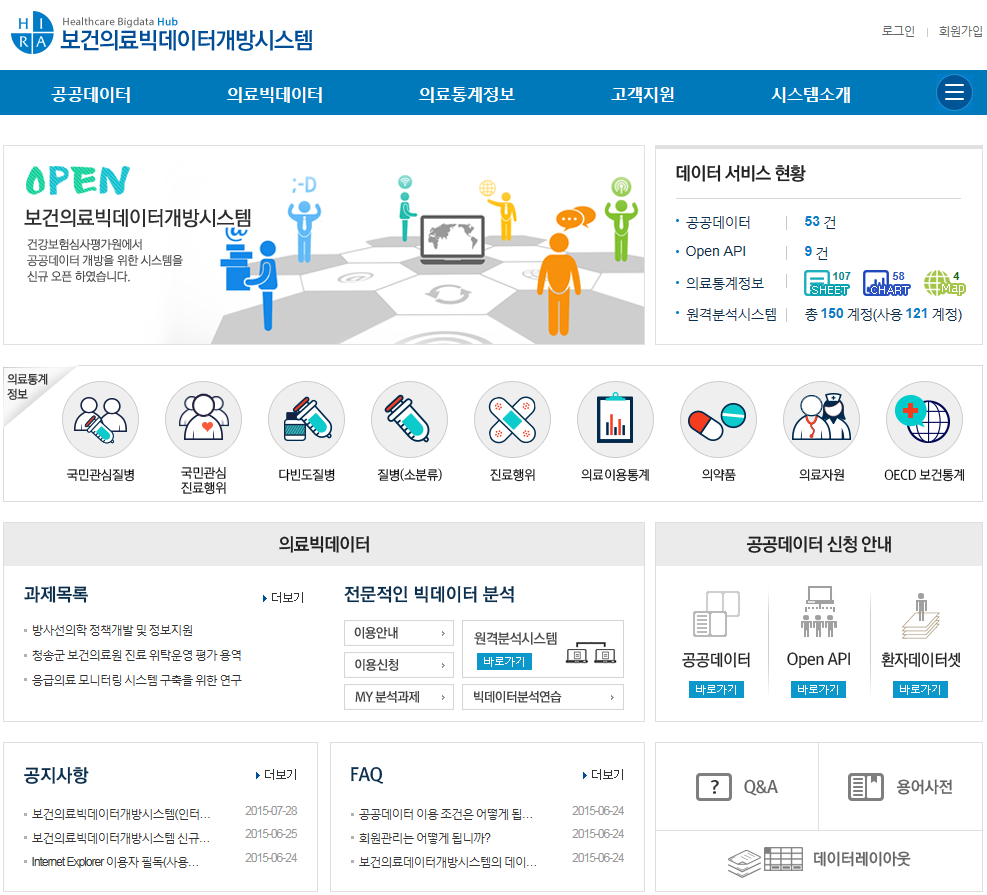 HIRA
Healthcare Bigdata Hub
보건의료빅데이터개방시스템
로그인 | 회원가입
공공데이터 의료빅데이터 의료통계정보 고객지원 시스템소개
OPEN
보건의료빅데이터개방시스템
건강보험심사평가원에서
공공데이터 개방을 위한 시스템을
신규 오픈 하였습니다.
:-D
@
데이터 서비스 현황
공공데이터 | 53 건
Open API | 9 건
의료통계정보 | SHEET 107 CHART 58 Map 4
원격분석시스템 | 총 150 계정(사용 121 계정)
의료통계
정보
국민관심질병
국민관심
진료행위
다빈도질병
질병(소분류)
진료행위
의료이용통계
의약품
의료자원
OECD 보건통계
의료빅데이터
과제목록
더보기
방사선의학 정책개발 및 정보지원
청송군 보건의료원 진료 위탁운영 평가 용역
응급의료 모니터링 시스템 구축을 위한 연구
전문적인 빅데이터 분석
이용안내
이용신청
MY 분석과제
원격분석시스템
바로가기
빅데이터분석연습
공공데이터 신청 안내
공공데이터
바로가기
Open API
바로가기
환자데이터셋
바로가기
공지사항
더보기
보건의료빅데이터개방시스템(인터... 2015-07-28
보건의료빅데이터개방시스템 신규... 2015-06-25
Internet Explorer 이용자 필독(사용... 2015-06-24
FAQ
더보기
공공데이터 이용 조건은 어떻게 됩... 2015-06-24
회원관리는 어떻게 됩니까? 2015-06-24
보건의료데이터개방시스템의 데이... 2015-06-24
? Q&A
용어사전
데이터레이아웃